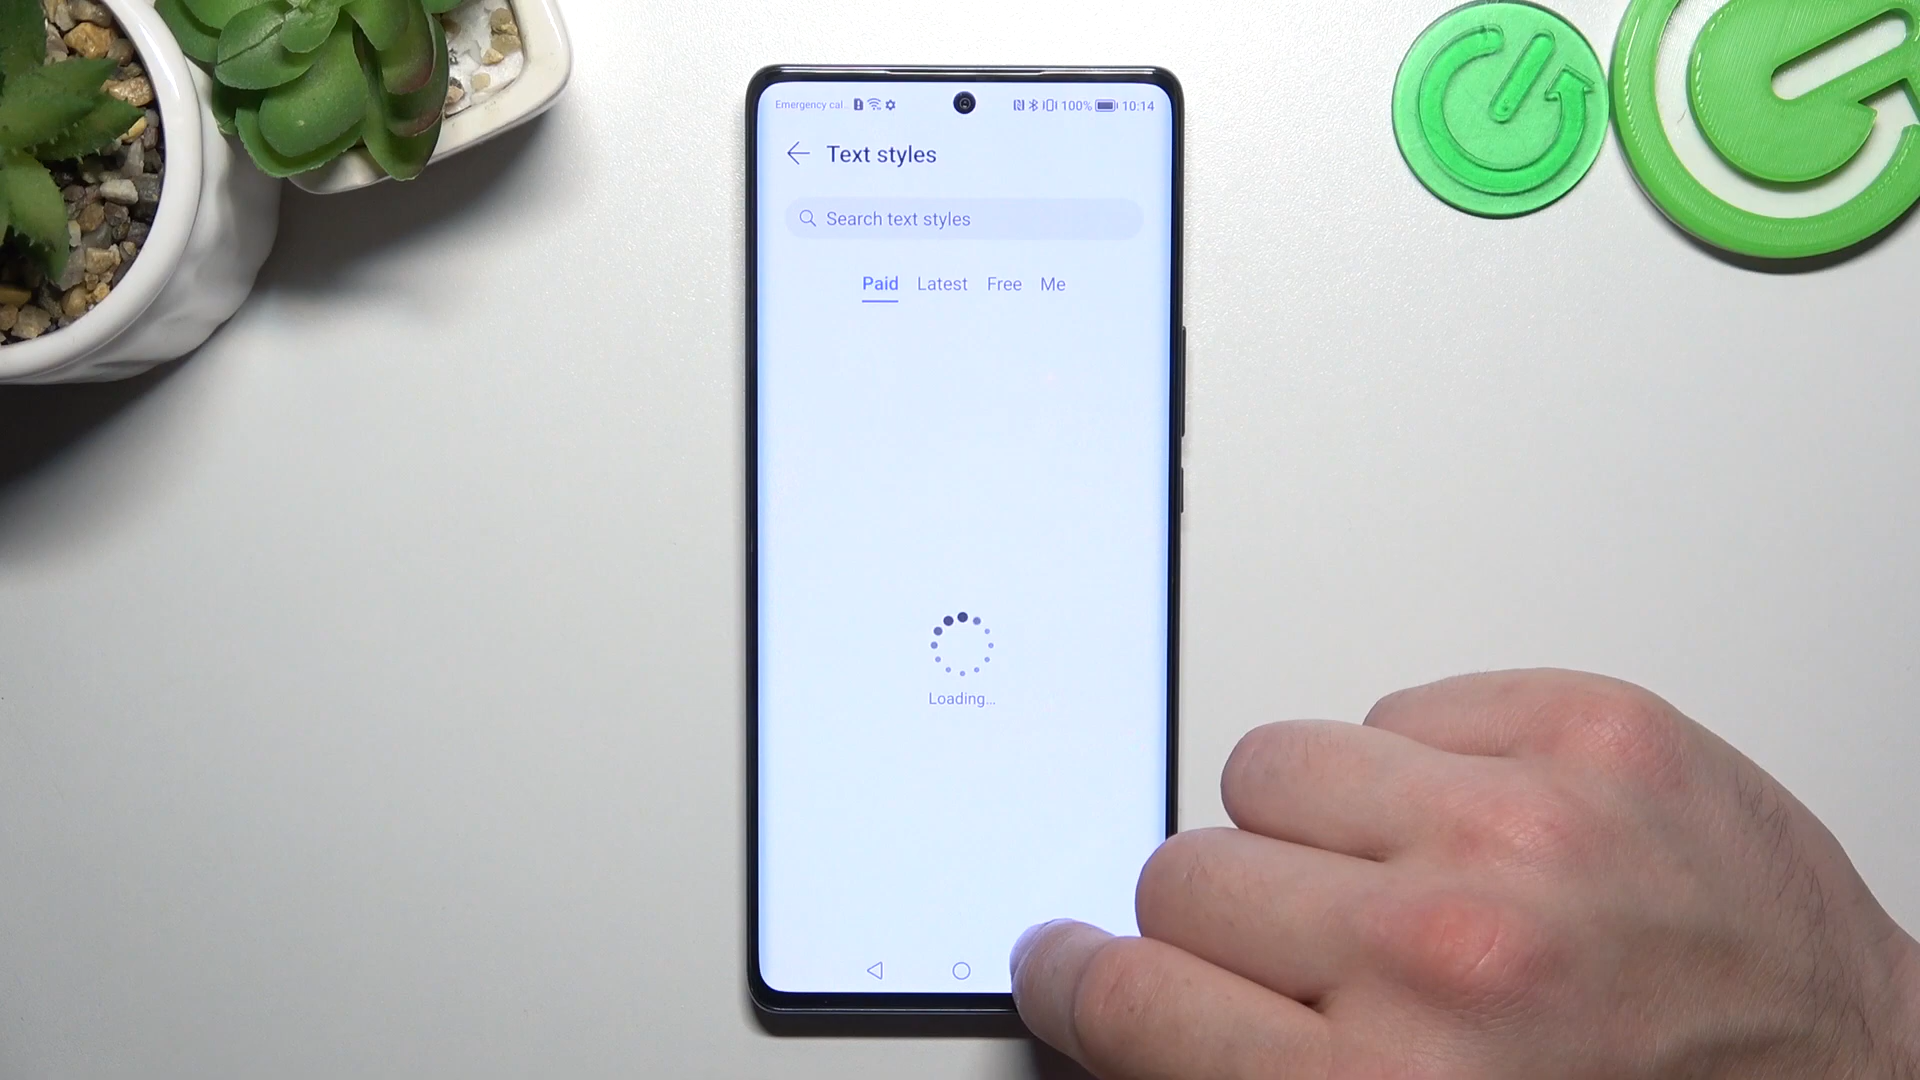 Emergency cal... 100% 10:14
Text styles
Search text styles
Paid Latest Free Me
Loading...